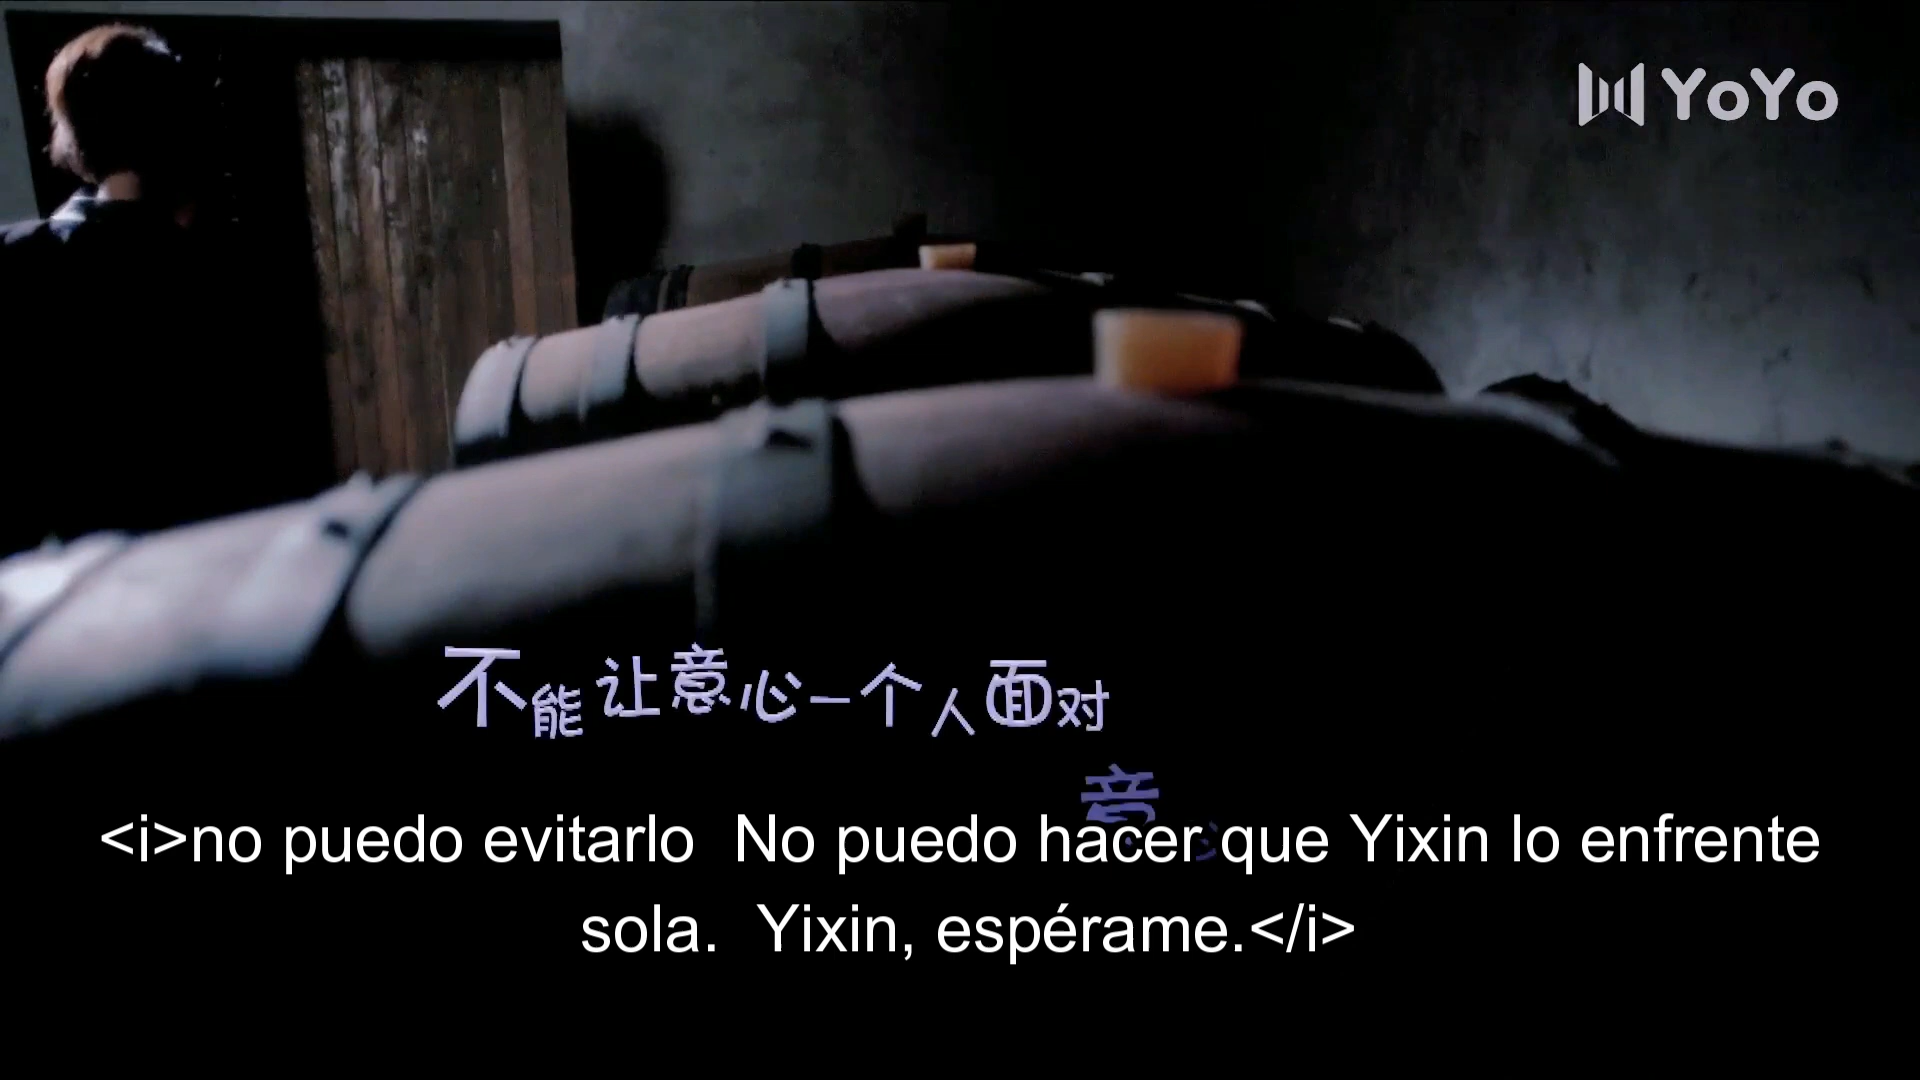 YoYo
不能让意心一个人面对
意
<i>no puedo evitarlo  No puedo hacer que Yixin lo enfrente
sola.  Yixin, espérame.</i>